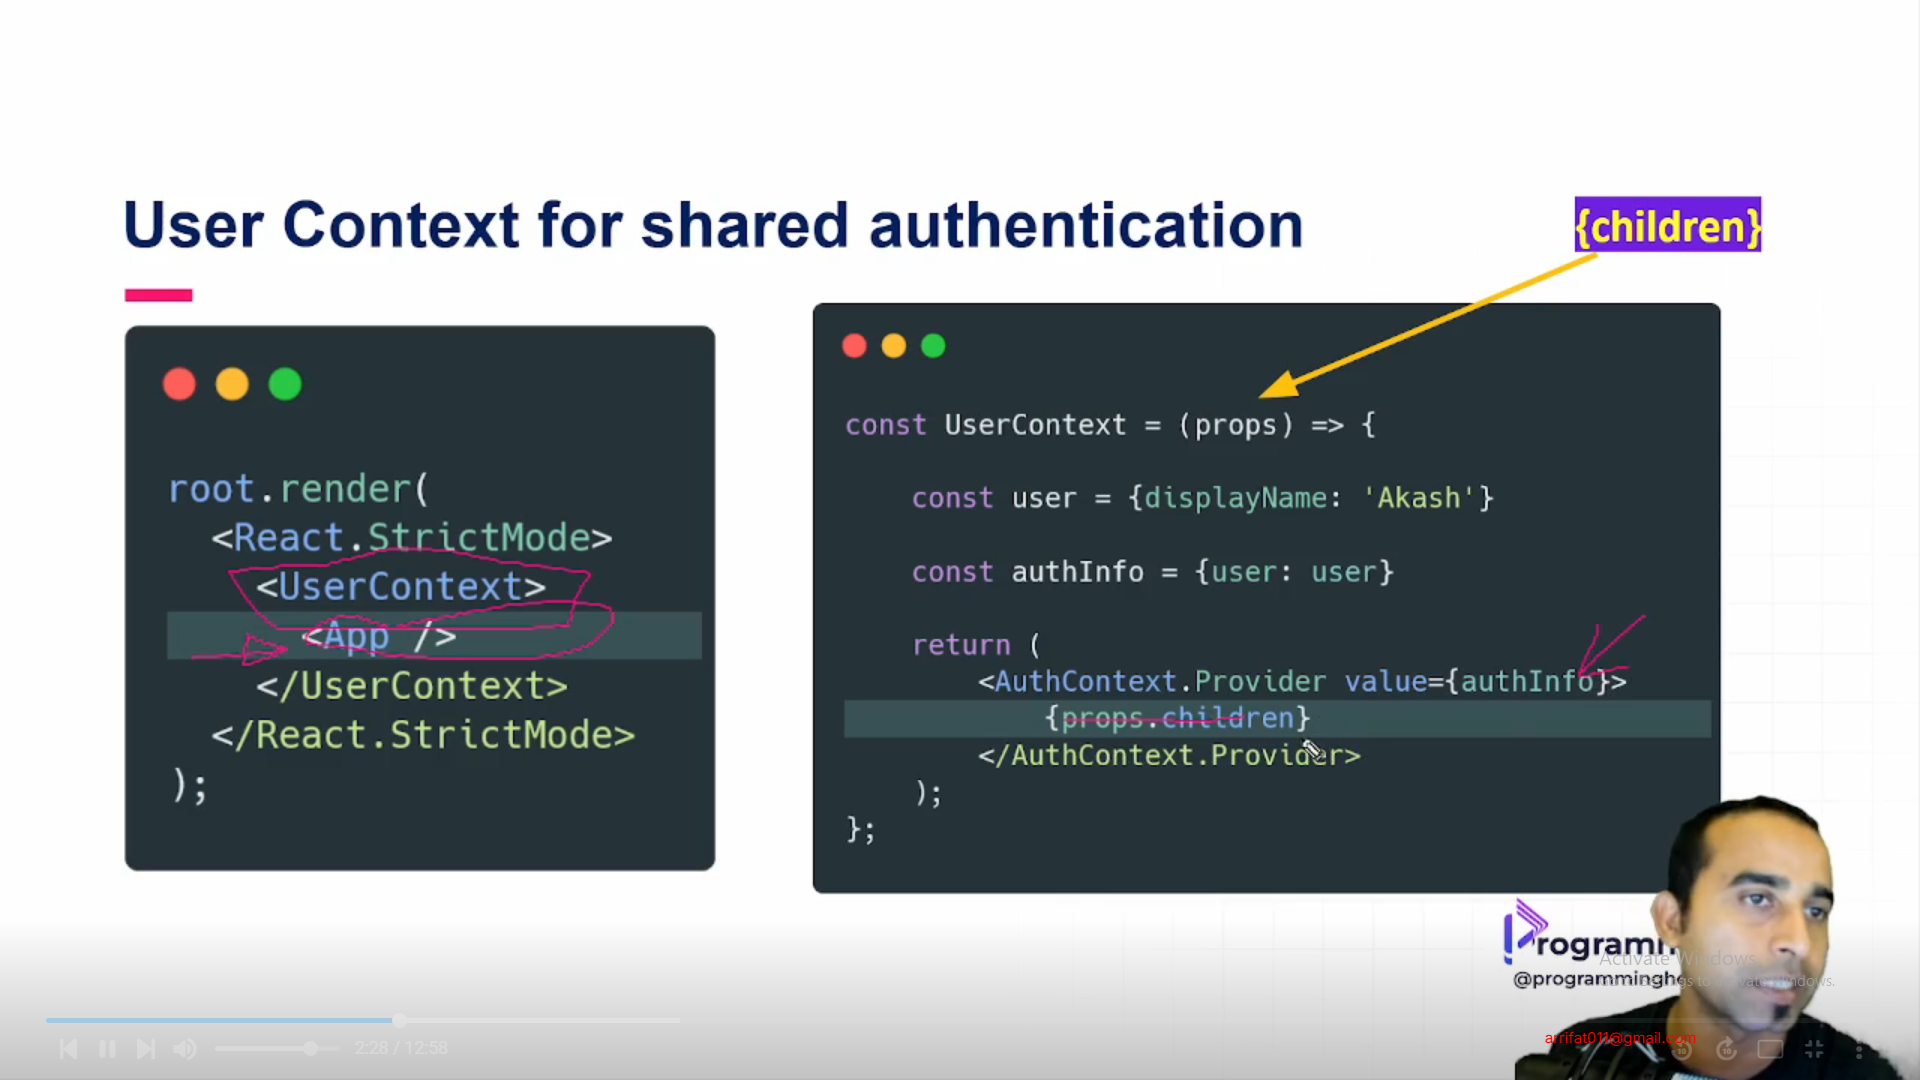 User Context for shared authentication
{children}
root.render(
<React.StrictMode>
<UserContext>
<App />
</UserContext>
</React.StrictMode>
);
const UserContext = (props) => {
const user = {displayName: 'Akash'}
const authInfo = {user: user}
return (
<AuthContext.Provider value={authInfo}>
{props.children}
</AuthContext.Provider>
);
};
Activate Windows
arrifat011@gmail.com
2:28 / 12:58
10
10